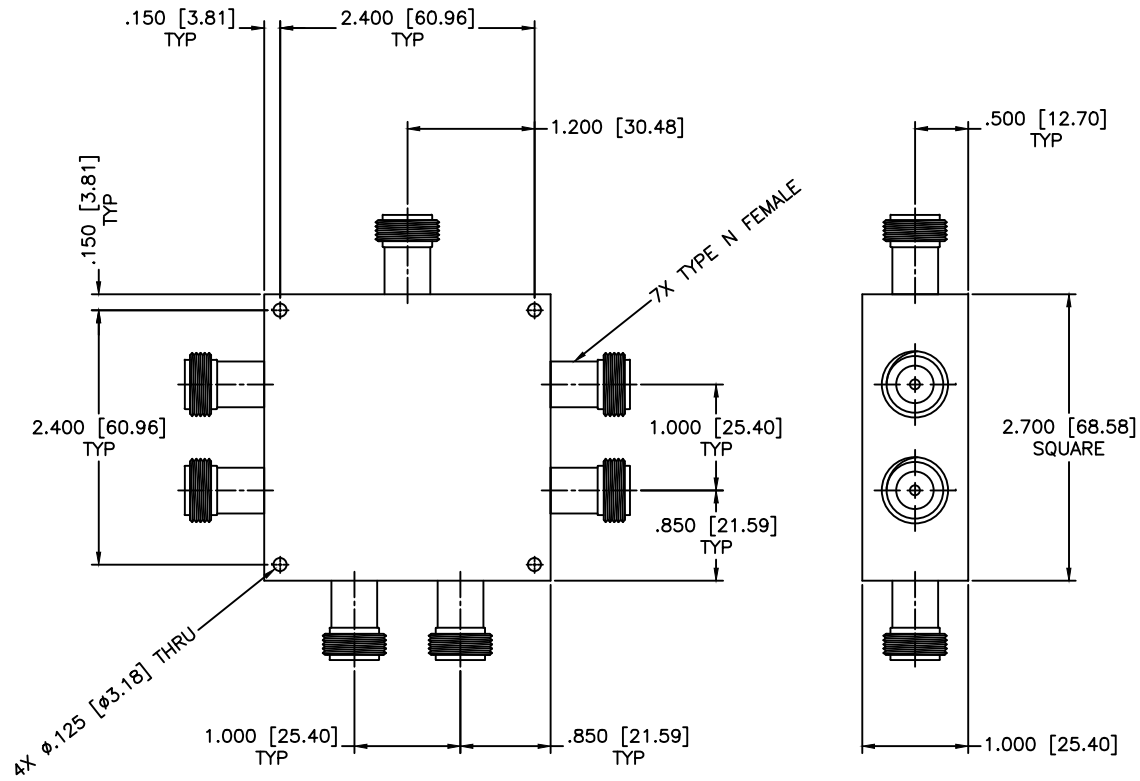 .150 [3.81]
TYP
2.400 [60.96]
TYP
1.200 [30.48]
.500 [12.70]
TYP
.150 [3.81]
TYP
7X TYPE N FEMALE
2.400 [60.96]
TYP
1.000 [25.40]
TYP
2.700 [68.58]
SQUARE
.850 [21.59]
TYP
4X ø.125 [ø3.18] THRU
1.000 [25.40]
TYP
.850 [21.59]
TYP
1.000 [25.40]